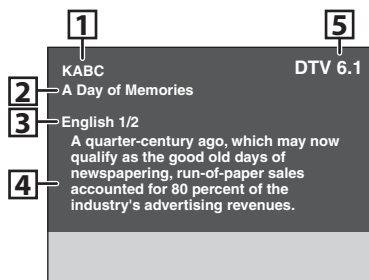 1
5
KABC
DTV 6.1
2
A Day of Memories
3
English 1/2
A quarter-century ago, which may now
qualify as the good old days of
newspapering, run-of-paper sales
4
accounted for 80 percent of the
industry's advertising revenues.